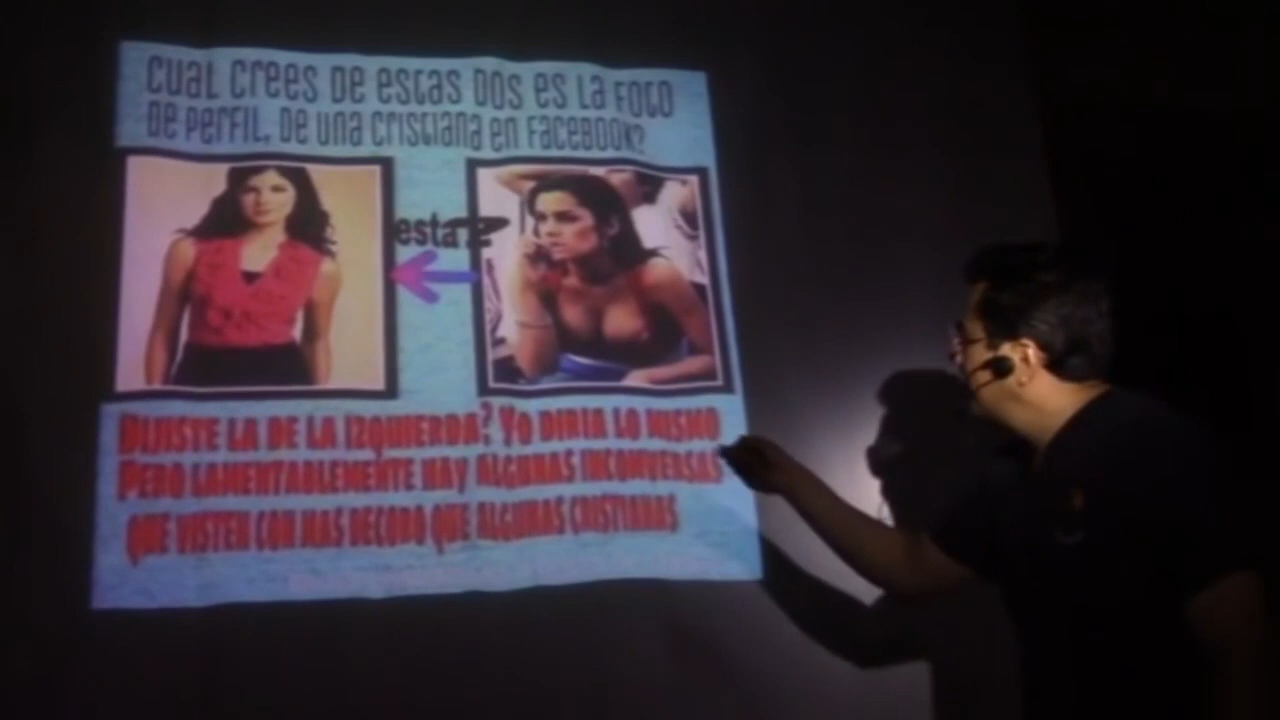 Cual crees de estas dos es la foto
de perfil, de una cristiana en Facebook?
esta?
Dijiste la de la izquierda? Yo diria lo mismo
Pero lamentablemente hay algunas inconversas
que visten con mas decoro que algunas cristianas